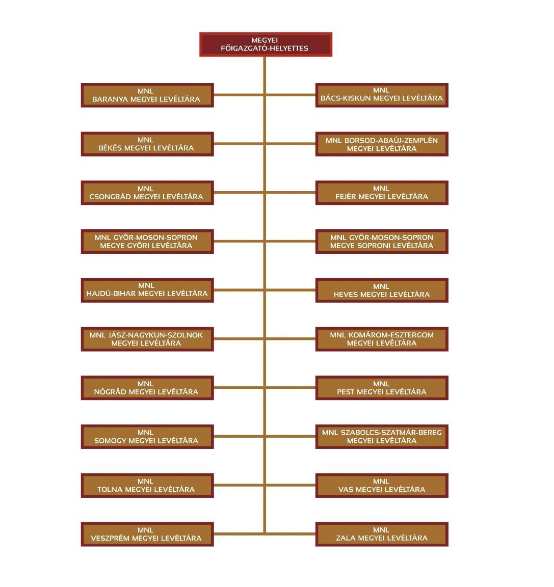 MEGYEI
FŐIGAZGATÓ-HELYETTES
MNL
BARANYA MEGYEI LEVÉLTÁRA
MNL
BÁCS-KISKUN MEGYEI LEVÉLTÁRA
MNL
BÉKÉS MEGYEI LEVÉLTÁRA
MNL BORSOD-ABAÚJ-ZEMPLÉN
MEGYEI LEVÉLTÁRA
MNL
CSONGRÁD MEGYEI LEVÉLTÁRA
MNL
FEJÉR MEGYEI LEVÉLTÁRA
MNL GYŐR-MOSON-SOPRON
MEGYE GYŐRI LEVÉLTÁRA
MNL GYŐR-MOSON-SOPRON
MEGYE SOPRONI LEVÉLTÁRA
MNL
HAJDÚ-BIHAR MEGYEI LEVÉLTÁRA
MNL
HEVES MEGYEI LEVÉLTÁRA
MNL JÁSZ-NAGYKUN-SZOLNOK
MEGYEI LEVÉLTÁRA
MNL KOMÁROM-ESZTERGOM
MEGYEI LEVÉLTÁRA
MNL
NÓGRÁD MEGYEI LEVÉLTÁRA
MNL
PEST MEGYEI LEVÉLTÁRA
MNL
SOMOGY MEGYEI LEVÉLTÁRA
MNL SZABOLCS-SZATMÁR-BEREG
MEGYEI LEVÉLTÁRA
MNL
TOLNA MEGYEI LEVÉLTÁRA
MNL
VAS MEGYEI LEVÉLTÁRA
MNL
VESZPRÉM MEGYEI LEVÉLTÁRA
MNL
ZALA MEGYEI LEVÉLTÁRA